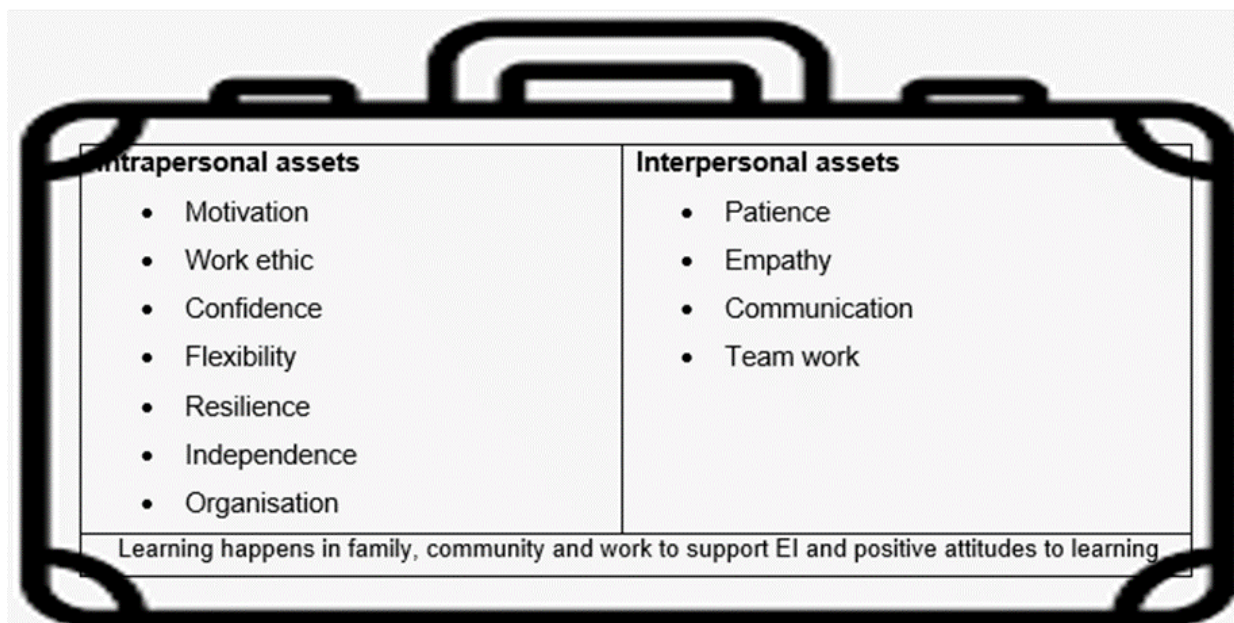 Intrapersonal assets
• Motivation
• Work ethic
• Confidence
• Flexibility
• Resilience
• Independence
• Organisation
Interpersonal assets
• Patience
• Empathy
• Communication
• Team work
Learning happens in family, community and work to support EI and positive attitudes to learning